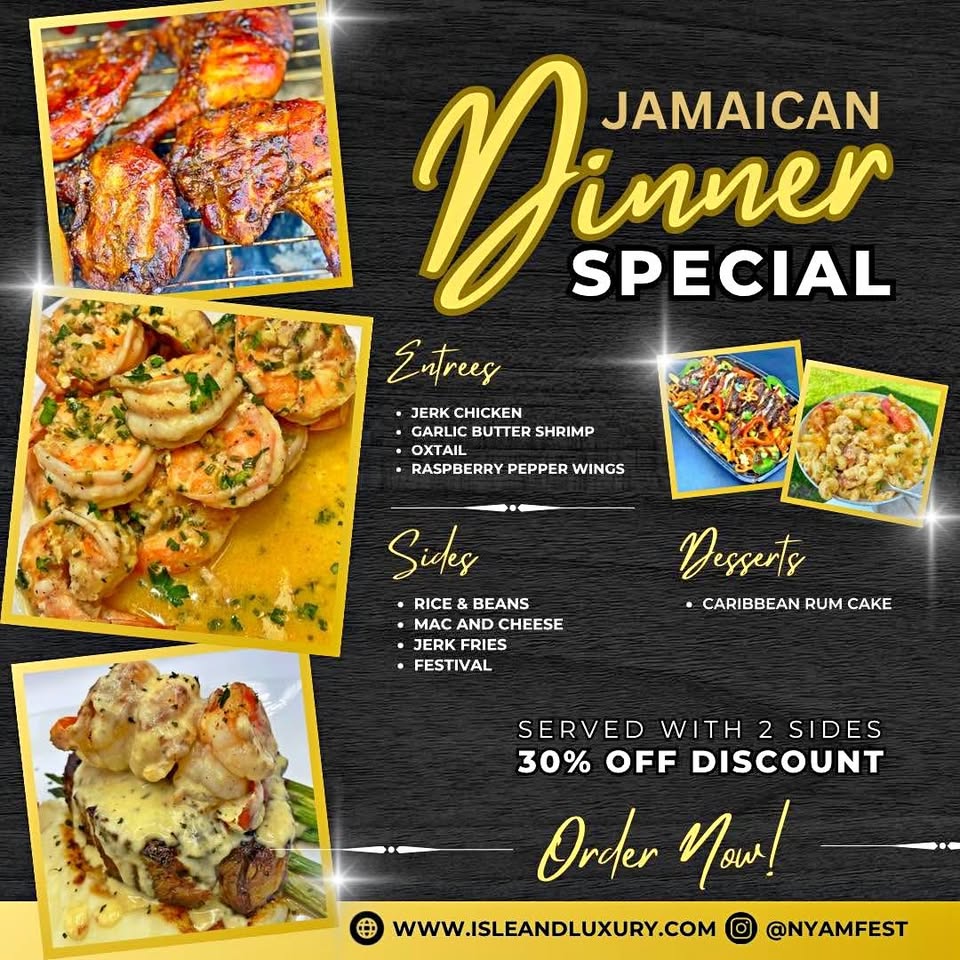 JAMAICAN
Dinner
SPECIAL
Entrees
• JERK CHICKEN
• GARLIC BUTTER SHRIMP
• OXTAIL
• RASPBERRY PEPPER WINGS
Sides
• RICE & BEANS
• MAC AND CHEESE
• JERK FRIES
• FESTIVAL
Desserts
• CARIBBEAN RUM CAKE
SERVED WITH 2 SIDES
30% OFF DISCOUNT
Order Now!
WWW.ISLEANDLUXURY.COM @NYAMFEST